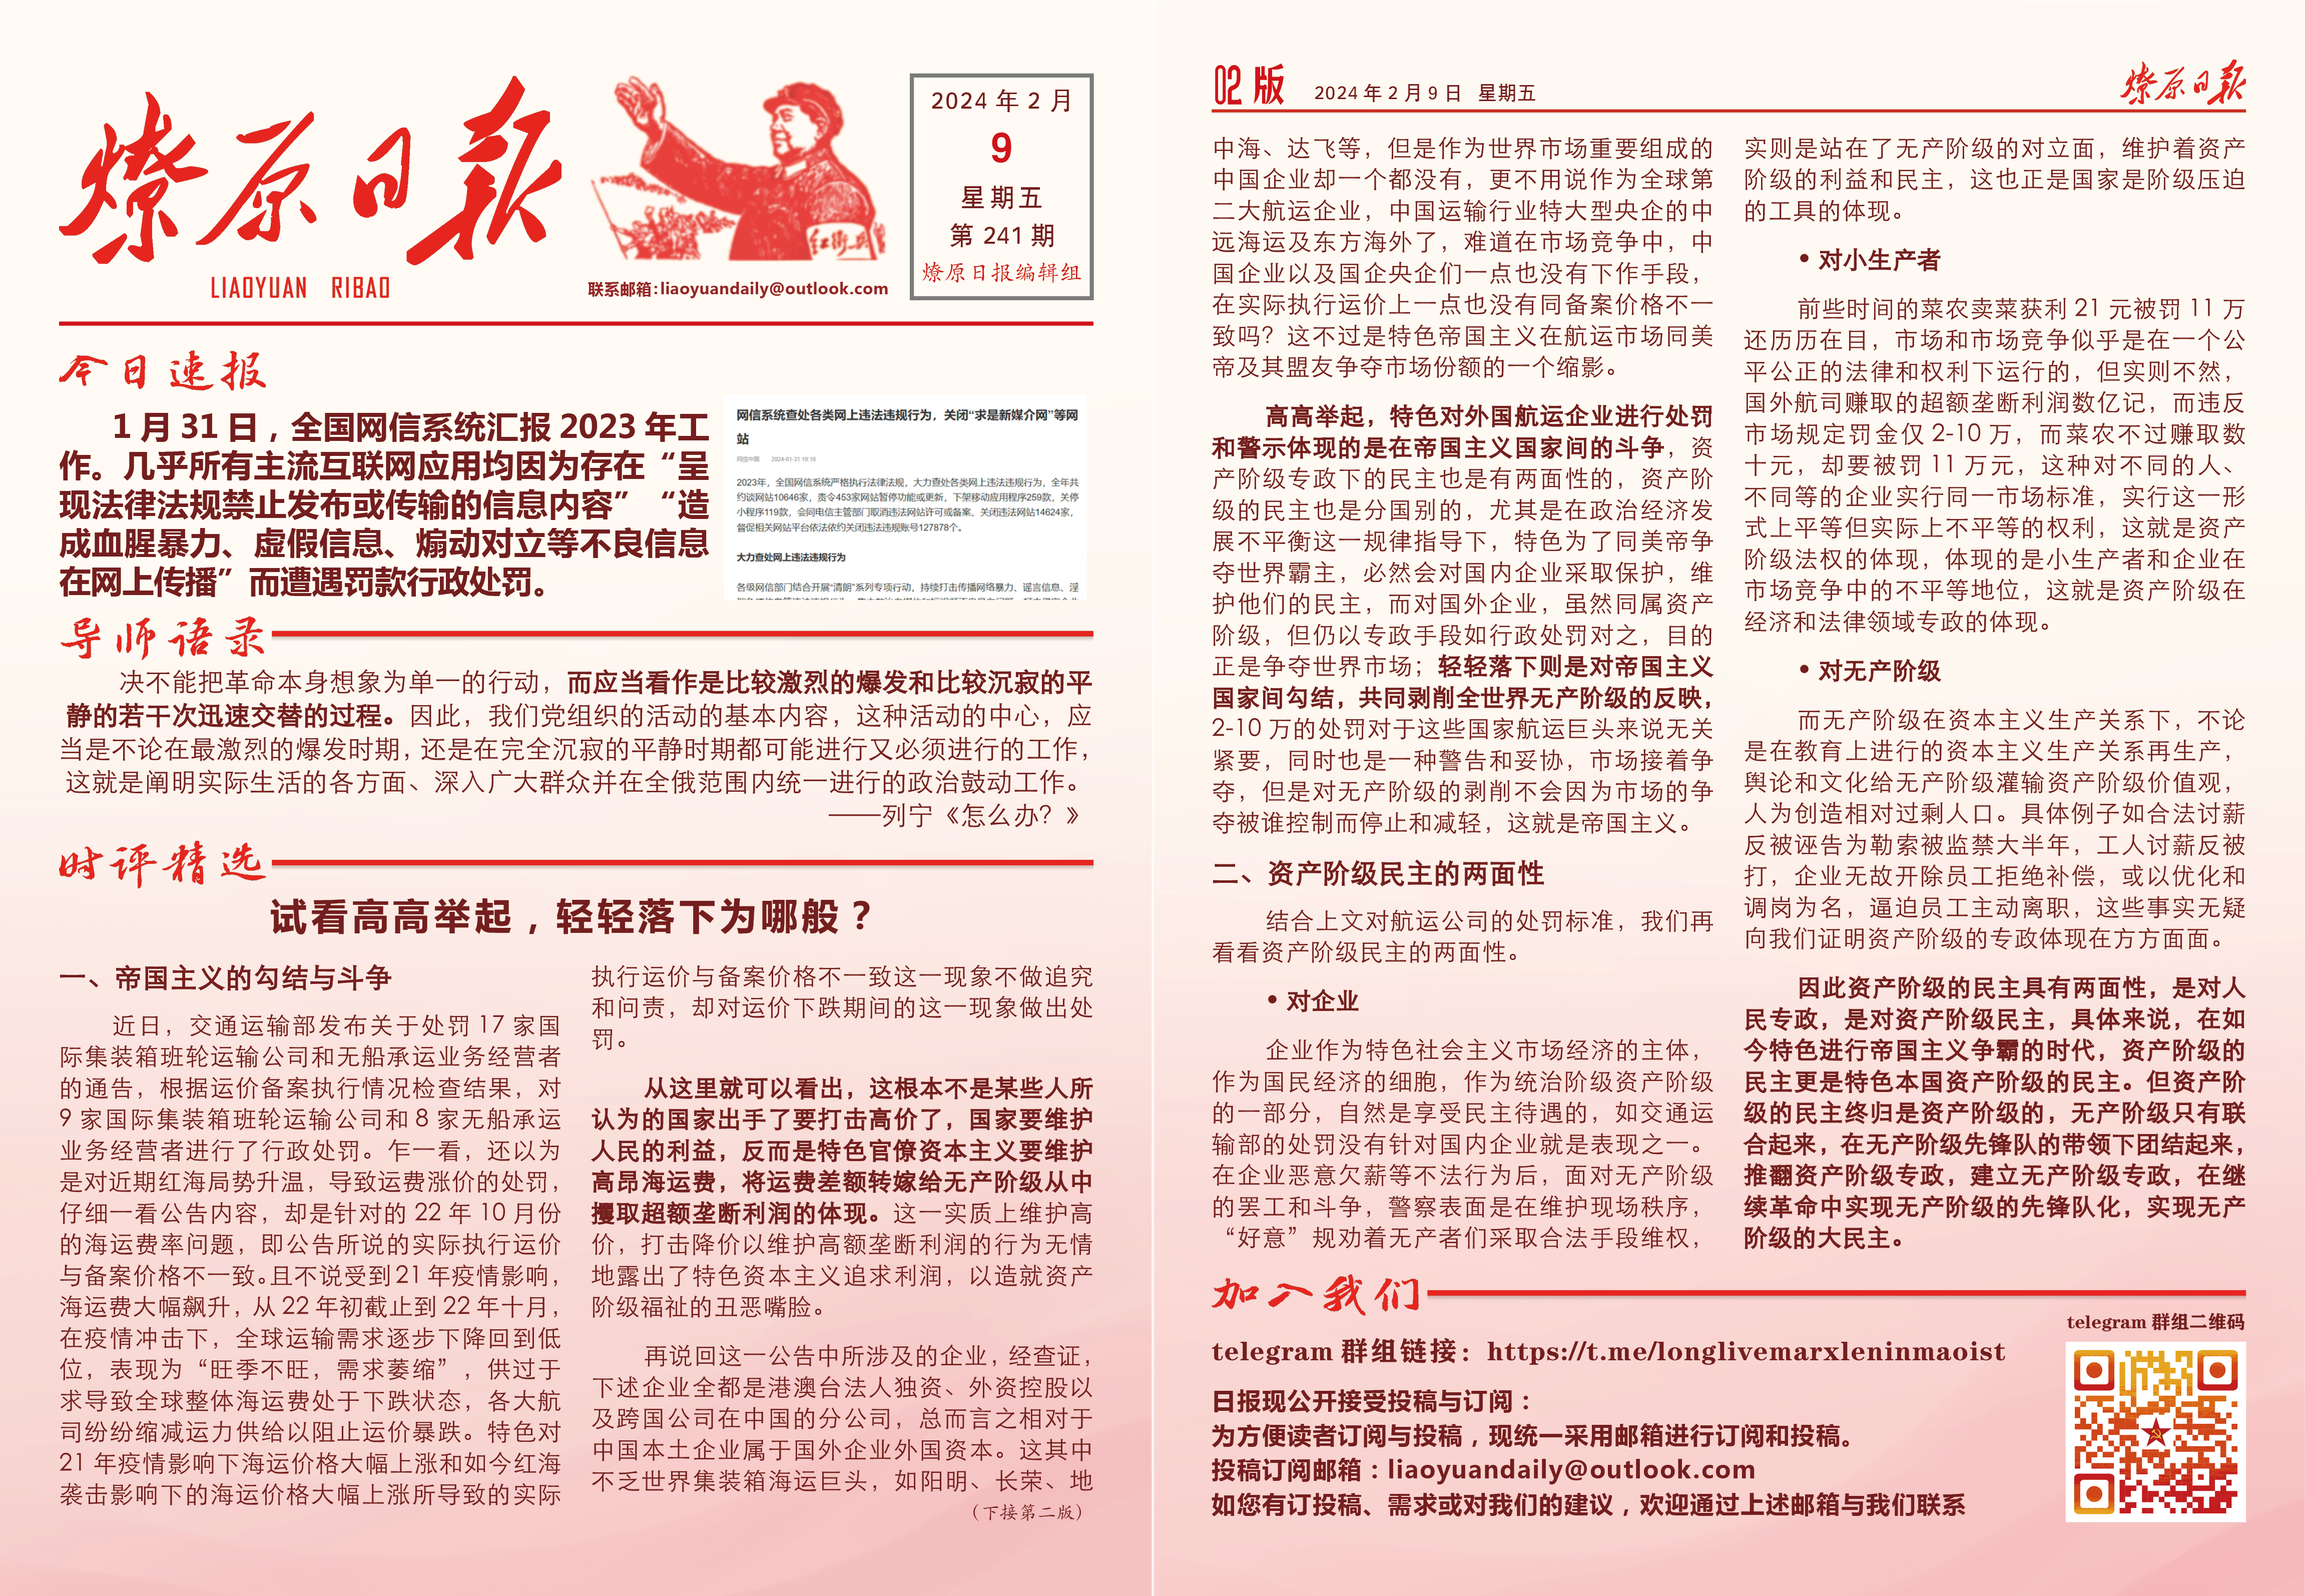 燎原日报
LIAOYUAN RIBAO
红卫兵
联系邮箱:liaoyuandaily@outlook.com
2024 年 2 月
9
星期五
第 241 期
燎原日报编辑组
今日速报
1 月 31 日，全国网信系统汇报 2023 年工
作。几乎所有主流互联网应用均因为存在“呈
现法律法规禁止发布或传输的信息内容”“造
成血腥暴力、虚假信息、煽动对立等不良信息
在网上传播”而遭遇罚款行政处罚。
网信系统查处各类网上违法违规行为，关闭“求是新媒介网”等网
站
网信中国 2024-01-31 19:18
2023年，全国网信系统严格执行法律法规，大力查处各类网上违法违规行为，全年共
约谈网站10646家，责令453家网站暂停功能或更新，下架移动应用程序259款，关停
小程序119款，会同电信主管部门取消违法网站许可或备案、关闭违法网站14624家，
督促相关网站平台依法依约关闭违法违规账号127878个。
大力查处网上违法违规行为
各级网信部门结合开展“清朗”系列专项行动，持续打击传播网络暴力、谣言信息、淫
导师语录
决不能把革命本身想象为单一的行动，而应当看作是比较激烈的爆发和比较沉寂的平
静的若干次迅速交替的过程。因此，我们党组织的活动的基本内容，这种活动的中心，应
当是不论在最激烈的爆发时期，还是在完全沉寂的平静时期都可能进行又必须进行的工作，
这就是阐明实际生活的各方面、深入广大群众并在全俄范围内统一进行的政治鼓动工作。
——列宁《怎么办？》
时评精选
试看高高举起，轻轻落下为哪般？
一、帝国主义的勾结与斗争
近日，交通运输部发布关于处罚 17 家国
际集装箱班轮运输公司和无船承运业务经营者
的通告，根据运价备案执行情况检查结果，对
9 家国际集装箱班轮运输公司和 8 家无船承运
业务经营者进行了行政处罚。乍一看，还以为
是对近期红海局势升温，导致运费涨价的处罚，
仔细一看公告内容，却是针对的 22 年 10 月份
的海运费率问题，即公告所说的实际执行运价
与备案价格不一致。且不说受到 21 年疫情影响，
海运费大幅飙升，从 22 年初截止到 22 年十月，
在疫情冲击下，全球运输需求逐步下降回到低
位，表现为“旺季不旺，需求萎缩”，供过于
求导致全球整体海运费处于下跌状态，各大航
司纷纷缩减运力供给以阻止运价暴跌。特色对
21 年疫情影响下海运价格大幅上涨和如今红海
袭击影响下的海运价格大幅上涨所导致的实际
执行运价与备案价格不一致这一现象不做追究
和问责，却对运价下跌期间的这一现象做出处
罚。
从这里就可以看出，这根本不是某些人所
认为的国家出手了要打击高价了，国家要维护
人民的利益，反而是特色官僚资本主义要维护
高昂海运费，将运费差额转嫁给无产阶级从中
攫取超额垄断利润的体现。这一实质上维护高
价，打击降价以维护高额垄断利润的行为无情
地露出了特色资本主义追求利润，以造就资产
阶级福祉的丑恶嘴脸。
再说回这一公告中所涉及的企业，经查证，
下述企业全都是港澳台法人独资、外资控股以
及跨国公司在中国的分公司，总而言之相对于
中国本土企业属于国外企业外国资本。这其中
不乏世界集装箱海运巨头，如阳明、长荣、地
（下接第二版）
02 版
2024 年 2 月 9 日 星期五
燎原日报
中海、达飞等，但是作为世界市场重要组成的
中国企业却一个都没有，更不用说作为全球第
二大航运企业，中国运输行业特大型央企的中
远海运及东方海外了，难道在市场竞争中，中
国企业以及国企央企们一点也没有下作手段，
在实际执行运价上一点也没有同备案价格不一
致吗？这不过是特色帝国主义在航运市场同美
帝及其盟友争夺市场份额的一个缩影。
高高举起，特色对外国航运企业进行处罚
和警示体现的是在帝国主义国家间的斗争，资
产阶级专政下的民主也是有两面性的，资产阶
级的民主也是分国别的，尤其是在政治经济发
展不平衡这一规律指导下，特色为了同美帝争
夺世界霸主，必然会对国内企业采取保护，维
护他们的民主，而对国外企业，虽然同属资产
阶级，但仍以专政手段如行政处罚对之，目的
正是争夺世界市场；轻轻落下则是对帝国主义
国家间勾结，共同剥削全世界无产阶级的反映，
2-10 万的处罚对于这些国家航运巨头来说无关
紧要，同时也是一种警告和妥协，市场接着争
夺，但是对无产阶级的剥削不会因为市场的争
夺被谁控制而停止和减轻，这就是帝国主义。
二、资产阶级民主的两面性
结合上文对航运公司的处罚标准，我们再
看看资产阶级民主的两面性。
• 对企业
企业作为特色社会主义市场经济的主体，
作为国民经济的细胞，作为统治阶级资产阶级
的一部分，自然是享受民主待遇的，如交通运
输部的处罚没有针对国内企业就是表现之一。
在企业恶意欠薪等不法行为后，面对无产阶级
的罢工和斗争，警察表面是在维护现场秩序，
“好意”规劝着无产者们采取合法手段维权，
实则是站在了无产阶级的对立面，维护着资产
阶级的利益和民主，这也正是国家是阶级压迫
的工具的体现。
• 对小生产者
前些时间的菜农卖菜获利 21 元被罚 11 万
还历历在目，市场和市场竞争似乎是在一个公
平公正的法律和权利下运行的，但实则不然，
国外航司赚取的超额垄断利润数亿记，而违反
市场规定罚金仅 2-10 万，而菜农不过赚取数
十元，却要被罚 11 万元，这种对不同的人、
不同等的企业实行同一市场标准，实行这一形
式上平等但实际上不平等的权利，这就是资产
阶级法权的体现，体现的是小生产者和企业在
市场竞争中的不平等地位，这就是资产阶级在
经济和法律领域专政的体现。
• 对无产阶级
而无产阶级在资本主义生产关系下，不论
是在教育上进行的资本主义生产关系再生产，
舆论和文化给无产阶级灌输资产阶级价值观，
人为创造相对过剩人口。具体例子如合法讨薪
反被诬告为勒索被监禁大半年，工人讨薪反被
打，企业无故开除员工拒绝补偿，或以优化和
调岗为名，逼迫员工主动离职，这些事实无疑
向我们证明资产阶级的专政体现在方方面面。
因此资产阶级的民主具有两面性，是对人
民专政，是对资产阶级民主，具体来说，在如
今特色进行帝国主义争霸的时代，资产阶级的
民主更是特色本国资产阶级的民主。但资产阶
级的民主终归是资产阶级的，无产阶级只有联
合起来，在无产阶级先锋队的带领下团结起来，
推翻资产阶级专政，建立无产阶级专政，在继
续革命中实现无产阶级的先锋队化，实现无产
阶级的大民主。
加入我们
telegram 群组链接：https://t.me/longlivemarxleninmaoist
日报现公开接受投稿与订阅：
为方便读者订阅与投稿，现统一采用邮箱进行订阅和投稿。
投稿订阅邮箱：liaoyuandaily@outlook.com
如您有订投稿、需求或对我们的建议，欢迎通过上述邮箱与我们联系
telegram 群组二维码